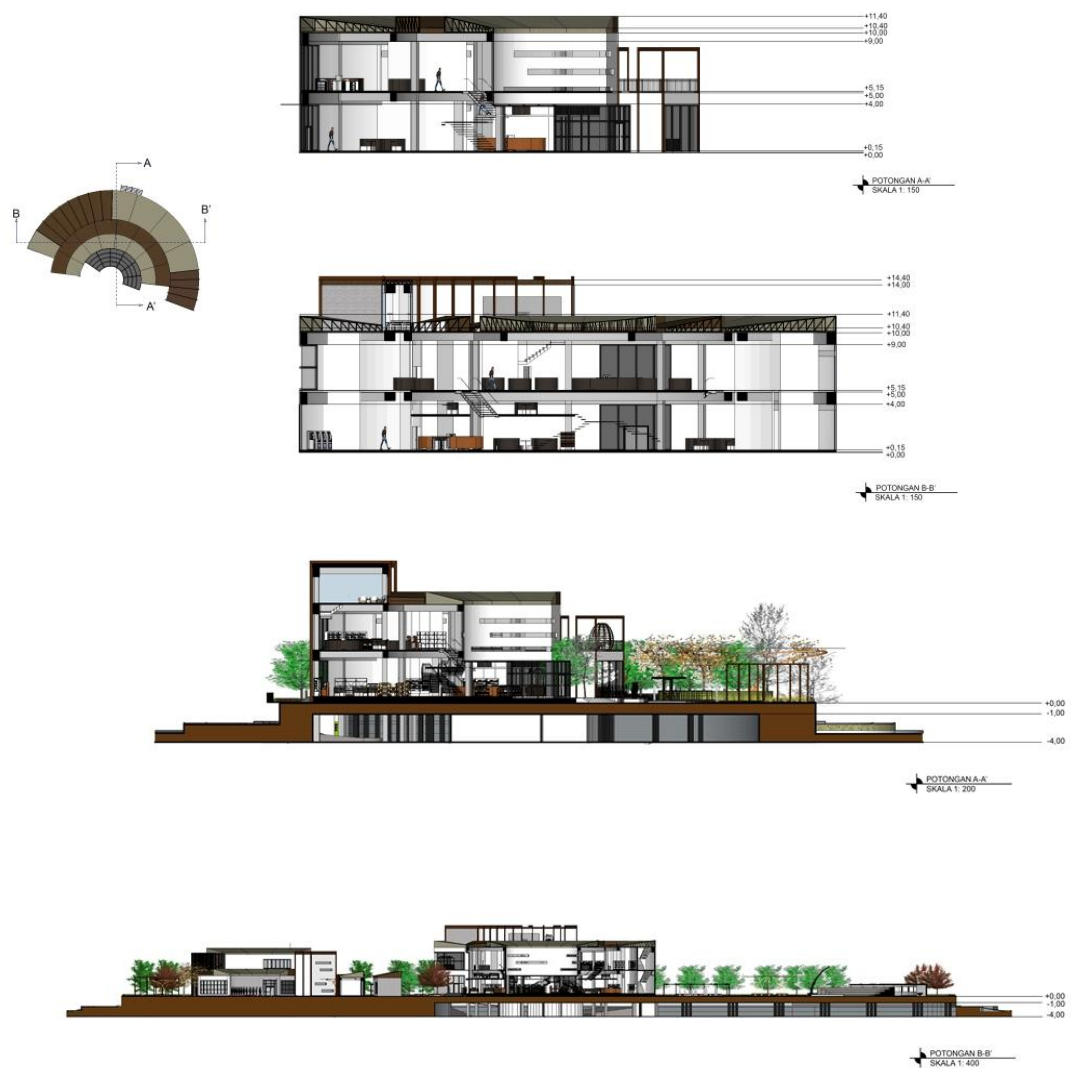 +11,40
+10,40
+10,00
+9,00
+5,15
+5,00
+4,00
+0,15
+0,00
POTONGAN A-A'
SKALA 1: 150
A
B
B'
A'
+14,40
+14,00
+11,40
+10,40
+10,00
+9,00
+5,15
+5,00
+4,00
+0,15
+0,00
POTONGAN B-B'
SKALA 1: 150
+0,00
-1,00
-4,00
POTONGAN A-A'
SKALA 1: 200
+0,00
-1,00
-4,00
POTONGAN B-B'
SKALA 1: 400